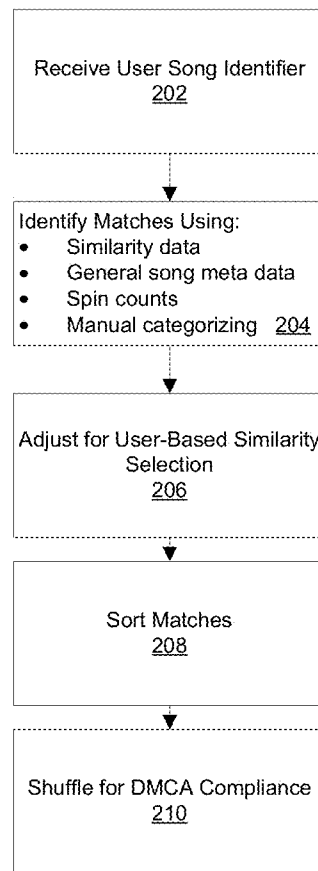 Receive User Song Identifier
202
Identify Matches Using:
• Similarity data
• General song meta data
• Spin counts
• Manual categorizing 204
Adjust for User-Based Similarity
Selection
206
Sort Matches
208
Shuffle for DMCA Compliance
210